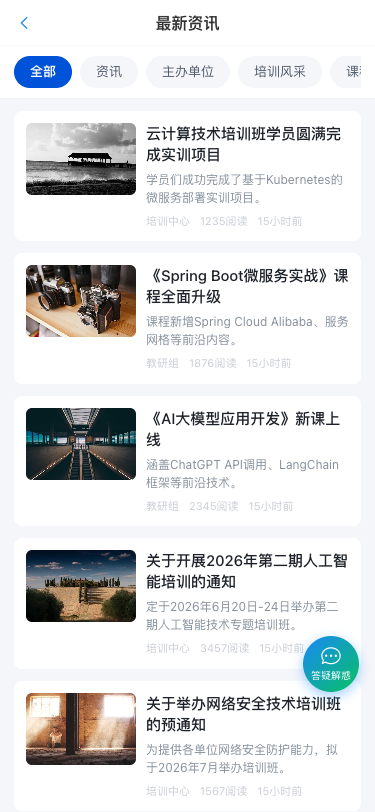 最新资讯
全部
资讯
主办单位
培训风采
云计算技术培训班学员圆满完
成实训项目
学员们成功完成了基于Kubernetes的
微服务部署实训项目。
培训中心 1235阅读 15小时前
《Spring Boot微服务实战》课
程全面升级
课程新增Spring Cloud Alibaba、服务
网格等前沿内容。
教研组 1876阅读 15小时前
《AI大模型应用开发》新课上
线
涵盖ChatGPT API调用、LangChain
框架等前沿技术。
教研组 2345阅读 15小时前
关于开展2026年第二期人工智
能培训的通知
定于2026年6月20日-24日举办第二
期人工智能技术专题培训班。
培训中心 3457阅读 15小时前
答疑解惑
关于举办网络安全技术培训班
的预通知
为提供各单位网络安全防护能力，拟
于2026年7月举办培训班。
培训中心 1567阅读 15小时前